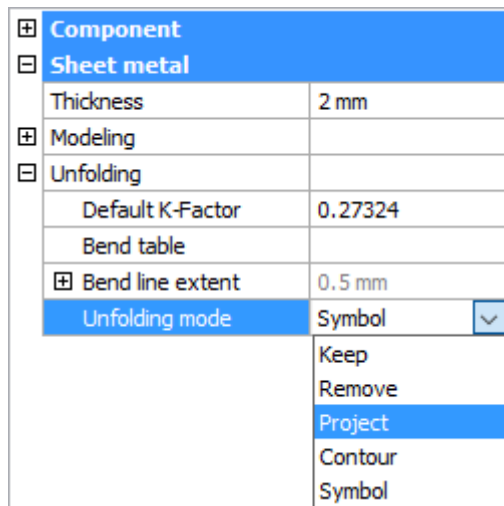 Component
Sheet metal
Thickness 2 mm
Modeling
Unfolding
Default K-Factor 0.27324
Bend table
Bend line extent 0.5 mm
Unfolding mode Symbol
Keep
Remove
Project
Contour
Symbol